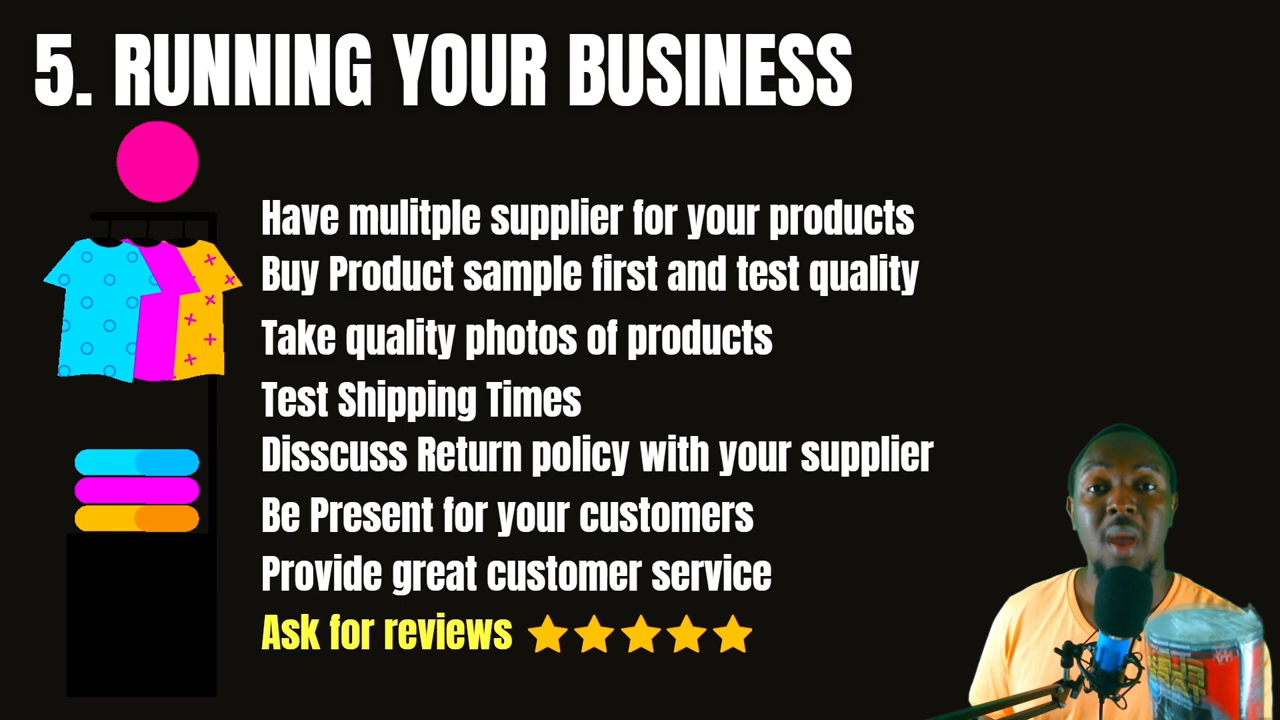 5. RUNNING YOUR BUSINESS
Have mulitple supplier for your products
Buy Product sample first and test quality
Take quality photos of products
Test Shipping Times
Disscuss Return policy with your supplier
Be Present for your customers
Provide great customer service
Ask for reviews